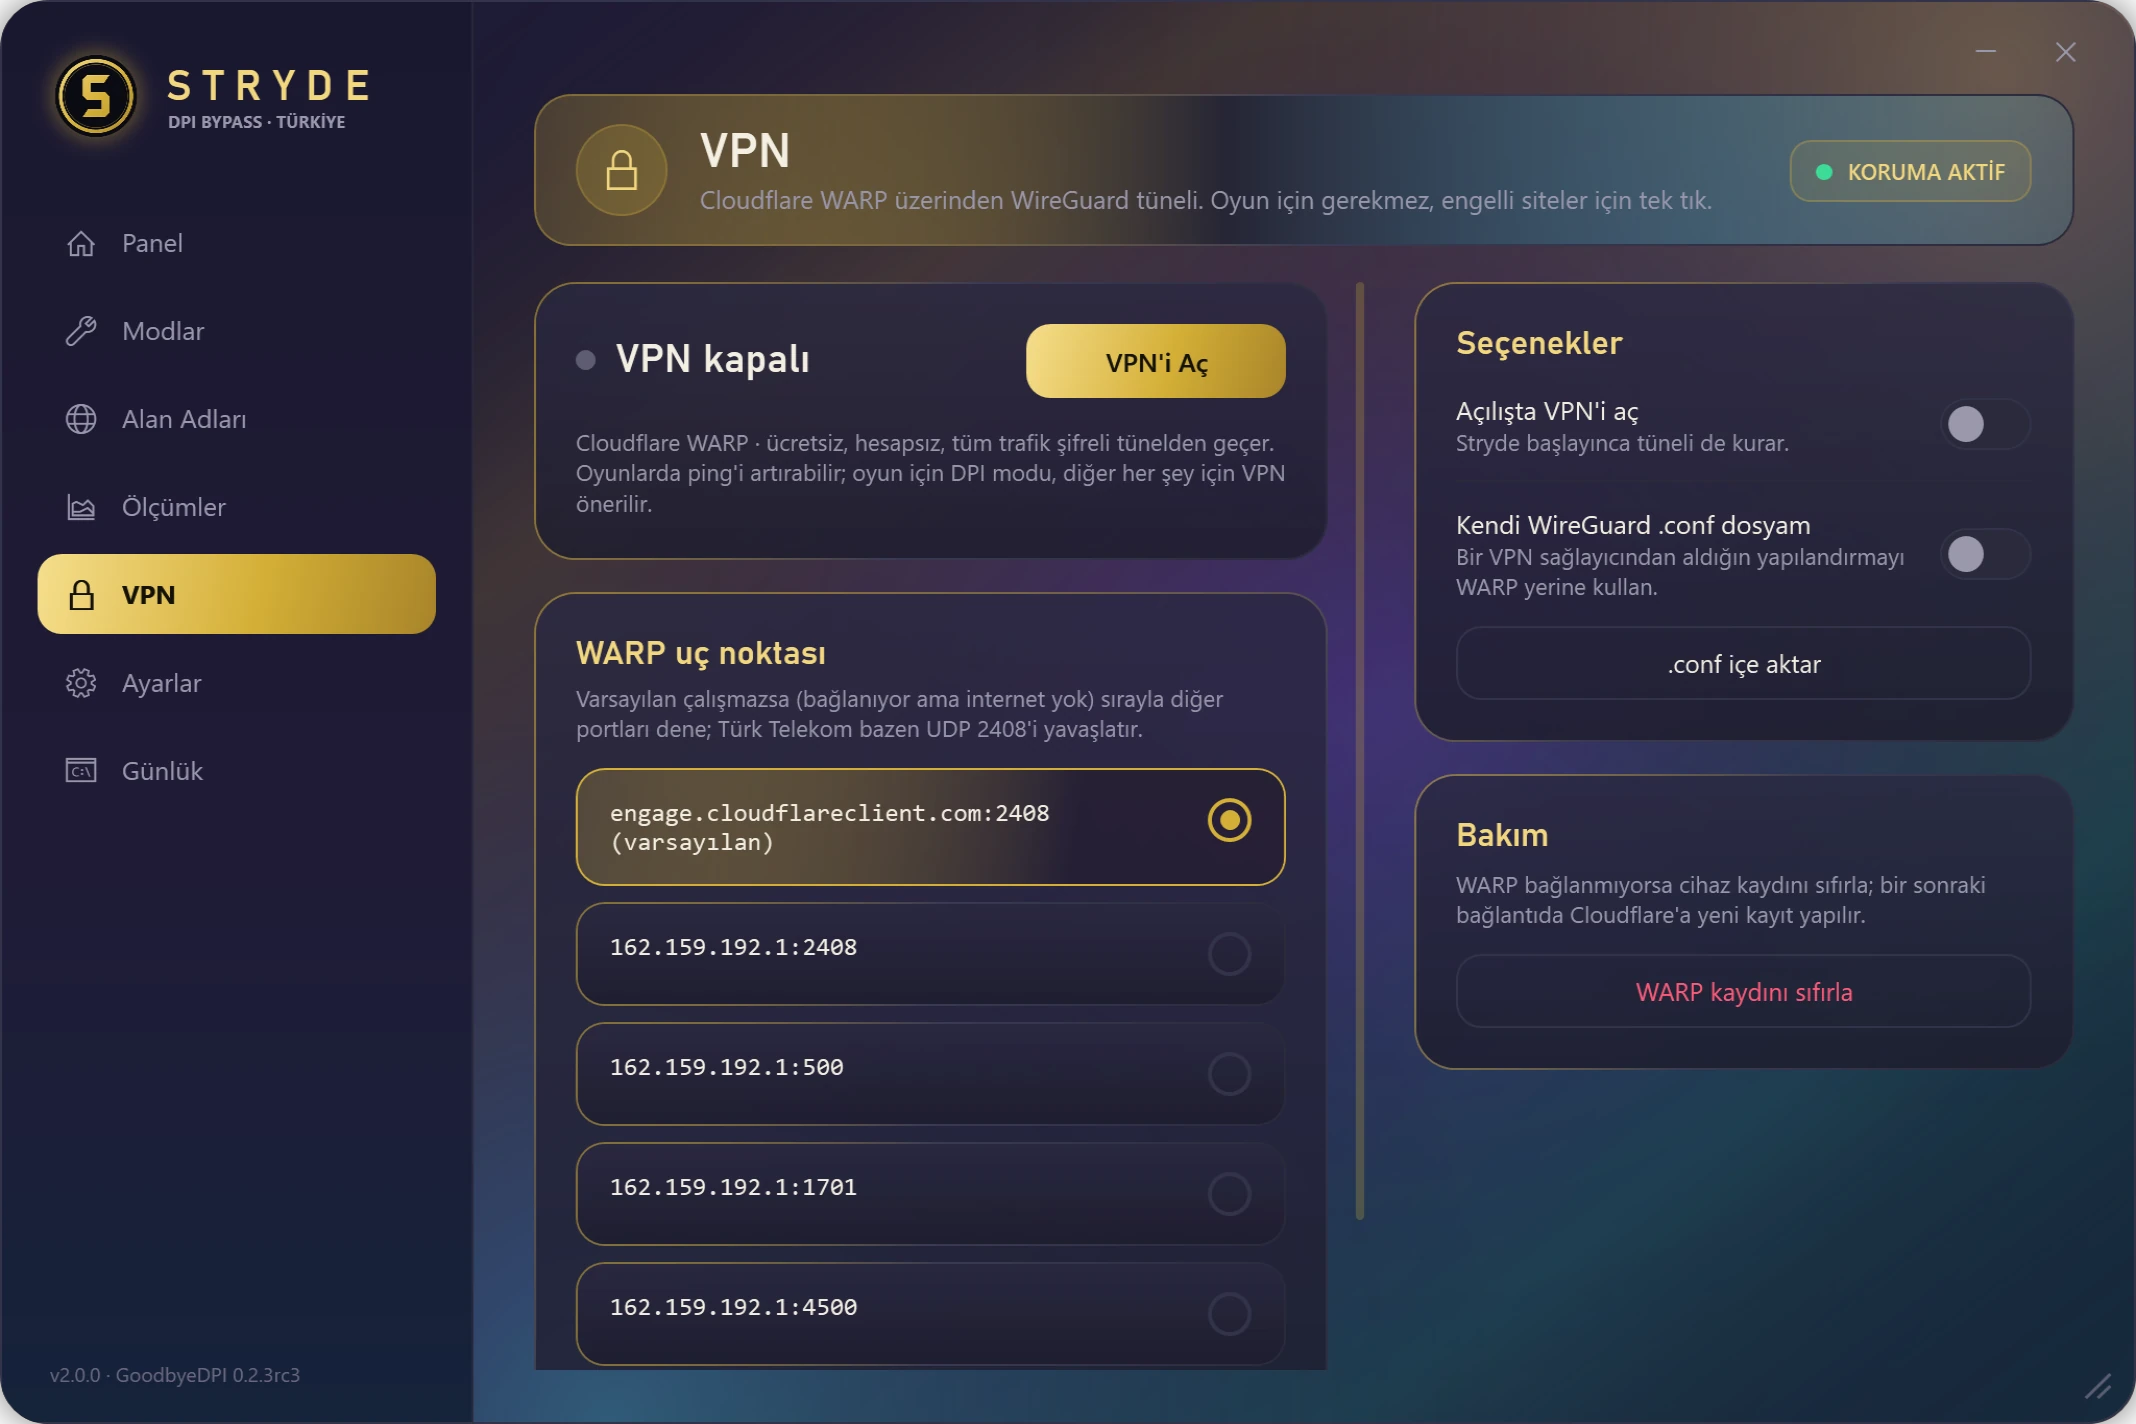 STRYDE
DPI BYPASS · TÜRKİYE
Panel
Modlar
Alan Adları
Ölçümler
VPN
Ayarlar
Günlük
v2.0.0 · GoodbyeDPI 0.2.3rc3
VPN
Cloudflare WARP üzerinden WireGuard tüneli. Oyun için gerekmez, engelli siteler için tek tık.
KORUMA AKTİF
VPN kapalı
VPN'i Aç
Cloudflare WARP · ücretsiz, hesapsız, tüm trafik şifreli tünelden geçer.
Oyunlarda ping'i artırabilir; oyun için DPI modu, diğer her şey için VPN
önerilir.
WARP uç noktası
Varsayılan çalışmazsa (bağlanıyor ama internet yok) sırayla diğer
portları dene; Türk Telekom bazen UDP 2408'i yavaşlatır.
engage.cloudflareclient.com:2408
(varsayılan)
162.159.192.1:2408
162.159.192.1:500
162.159.192.1:1701
162.159.192.1:4500
Seçenekler
Açılışta VPN'i aç
Stryde başlayınca tüneli de kurar.
Kendi WireGuard .conf dosyam
Bir VPN sağlayıcından aldığın yapılandırmayı
WARP yerine kullan.
.conf içe aktar
Bakım
WARP bağlanmıyorsa cihaz kaydını sıfırla; bir sonraki
bağlantıda Cloudflare'a yeni kayıt yapılır.
WARP kaydını sıfırla